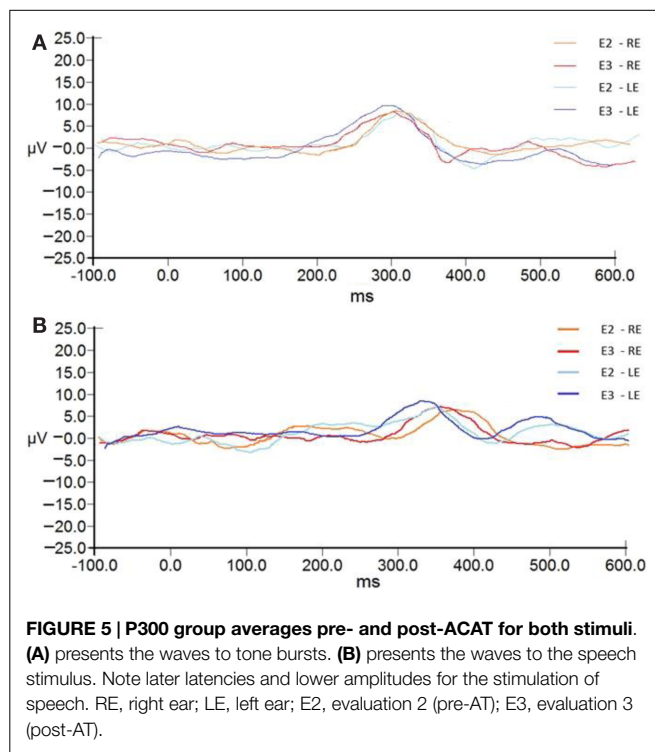 A
25.0
20.0
15.0
10.0
5.0
µV −0.0
−5.0
−10.0
−15.0
−20.0
−25.0
E2 - RE
E3 - RE
E2 - LE
E3 - LE
-100.0 0.0 100.0 200.0 300.0 400.0 500.0 600.0
ms
B
25.0
20.0
15.0
10.0
5.0
µV −0.0
−5.0
−10.0
−15.0
−20.0
−25.0
E2 - RE
E3 - RE
E2 - LE
E3 - LE
-100.0 0.0 100.0 200.0 300.0 400.0 500.0 600.0
ms
FIGURE 5 | P300 group averages pre- and post-ACAT for both stimuli.
(A) presents the waves to tone bursts. (B) presents the waves to the speech
stimulus. Note later latencies and lower amplitudes for the stimulation of
speech. RE, right ear; LE, left ear; E2, evaluation 2 (pre-AT); E3, evaluation 3
(post-AT).